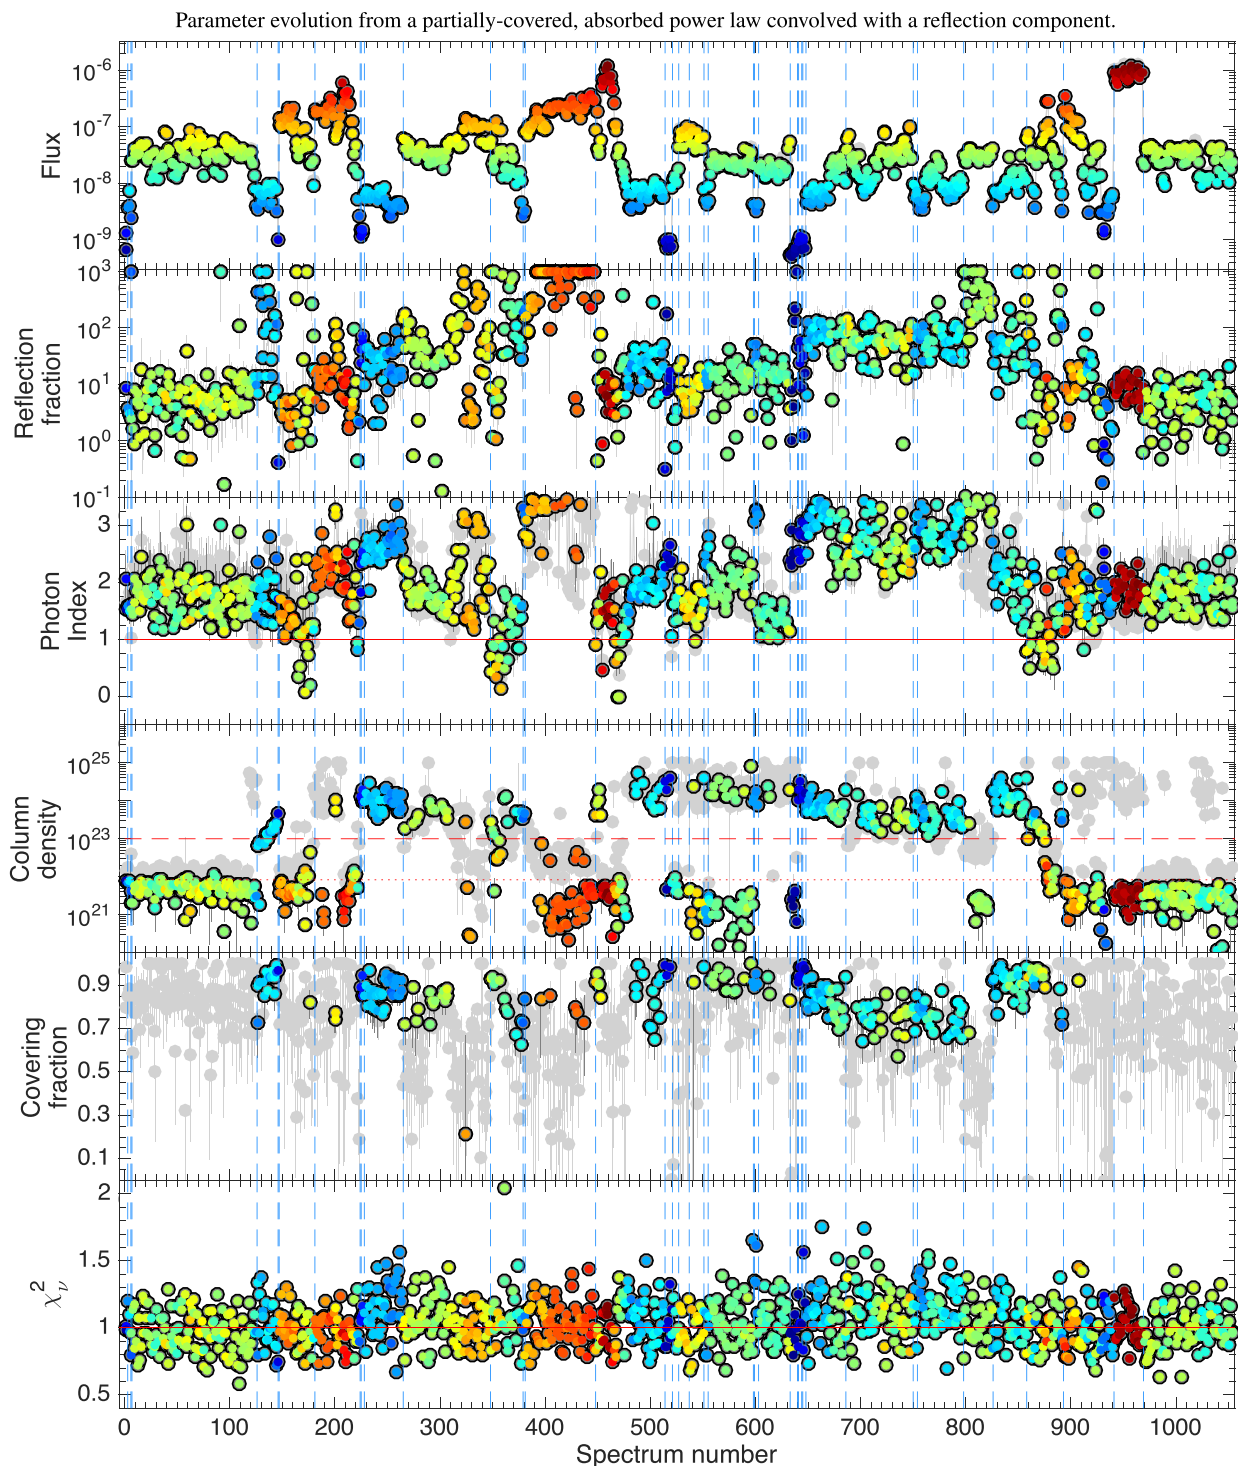 Parameter evolution from a partially-covered, absorbed power law convolved with a reflection component.
Flux
10^-6
10^-7
10^-8
10^-9
Reflection
fraction
10^3
10^2
10^1
10^0
10^-1
Photon
Index
3
2
1
0
Column
density
10^25
10^23
10^21
Covering
fraction
0.9
0.7
0.5
0.3
0.1
χ_ν^2
2
1.5
1
0.5
0 100 200 300 400 500 600 700 800 900 1000
Spectrum number